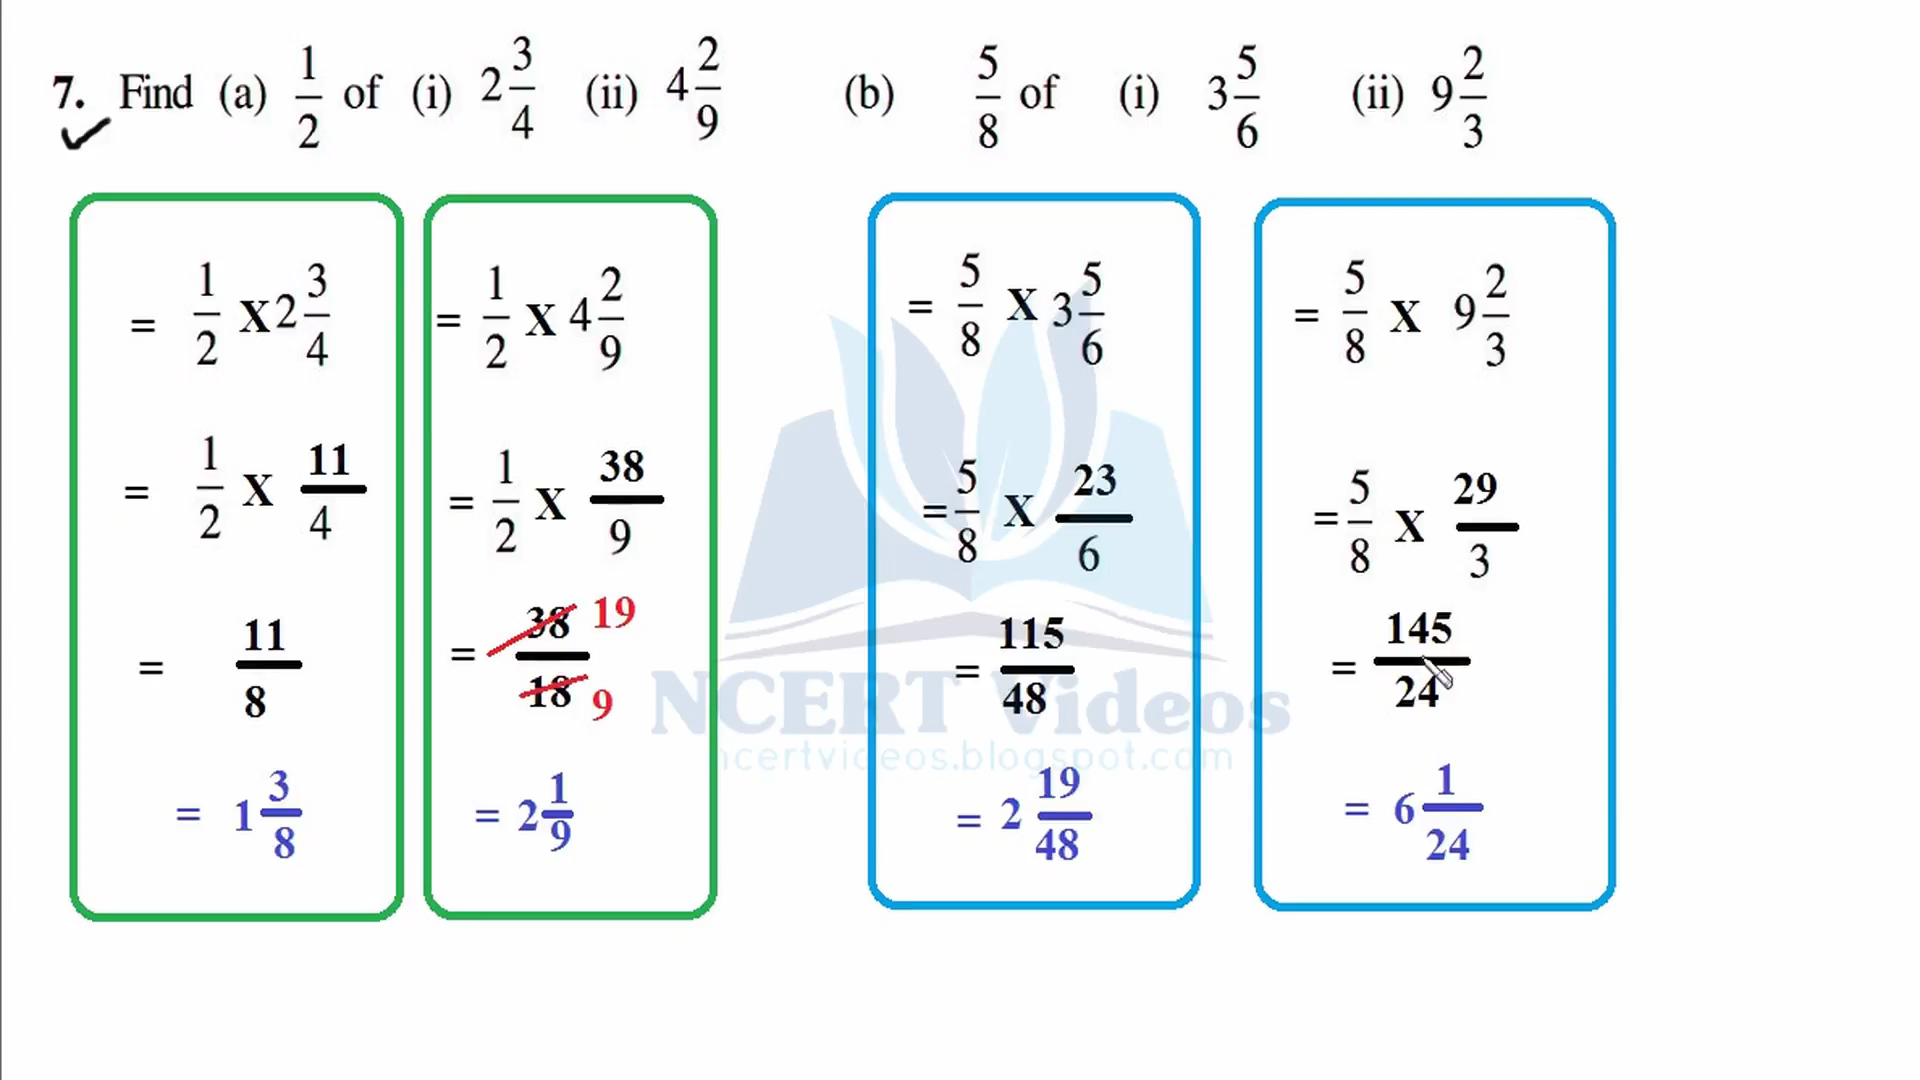 7. Find (a) 1/2 of (i) 2 3/4 (ii) 4 2/9 (b) 5/8 of (i) 3 5/6 (ii) 9 2/3
= 1/2 X 2 3/4
= 1/2 X 11/4
= 11/8
= 1 3/8
= 1/2 X 4 2/9
= 1/2 X 38/9
= 38/18 19 9
= 2 1/9
= 5/8 X 3 5/6
= 5/8 X 23/6
= 115/48
= 2 19/48
= 5/8 X 9 2/3
= 5/8 X 29/3
= 145/24
= 6 1/24
NCERT Videos
ncertvideos.blogspot.com